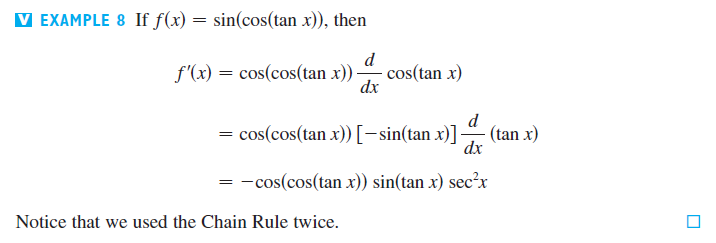 V EXAMPLE 8 If f(x) = sin(cos(tan x)), then
f'(x) = cos(cos(tan x)) d/dx cos(tan x)
= cos(cos(tan x)) [−sin(tan x)] d/dx (tan x)
= −cos(cos(tan x)) sin(tan x) sec²x
Notice that we used the Chain Rule twice.